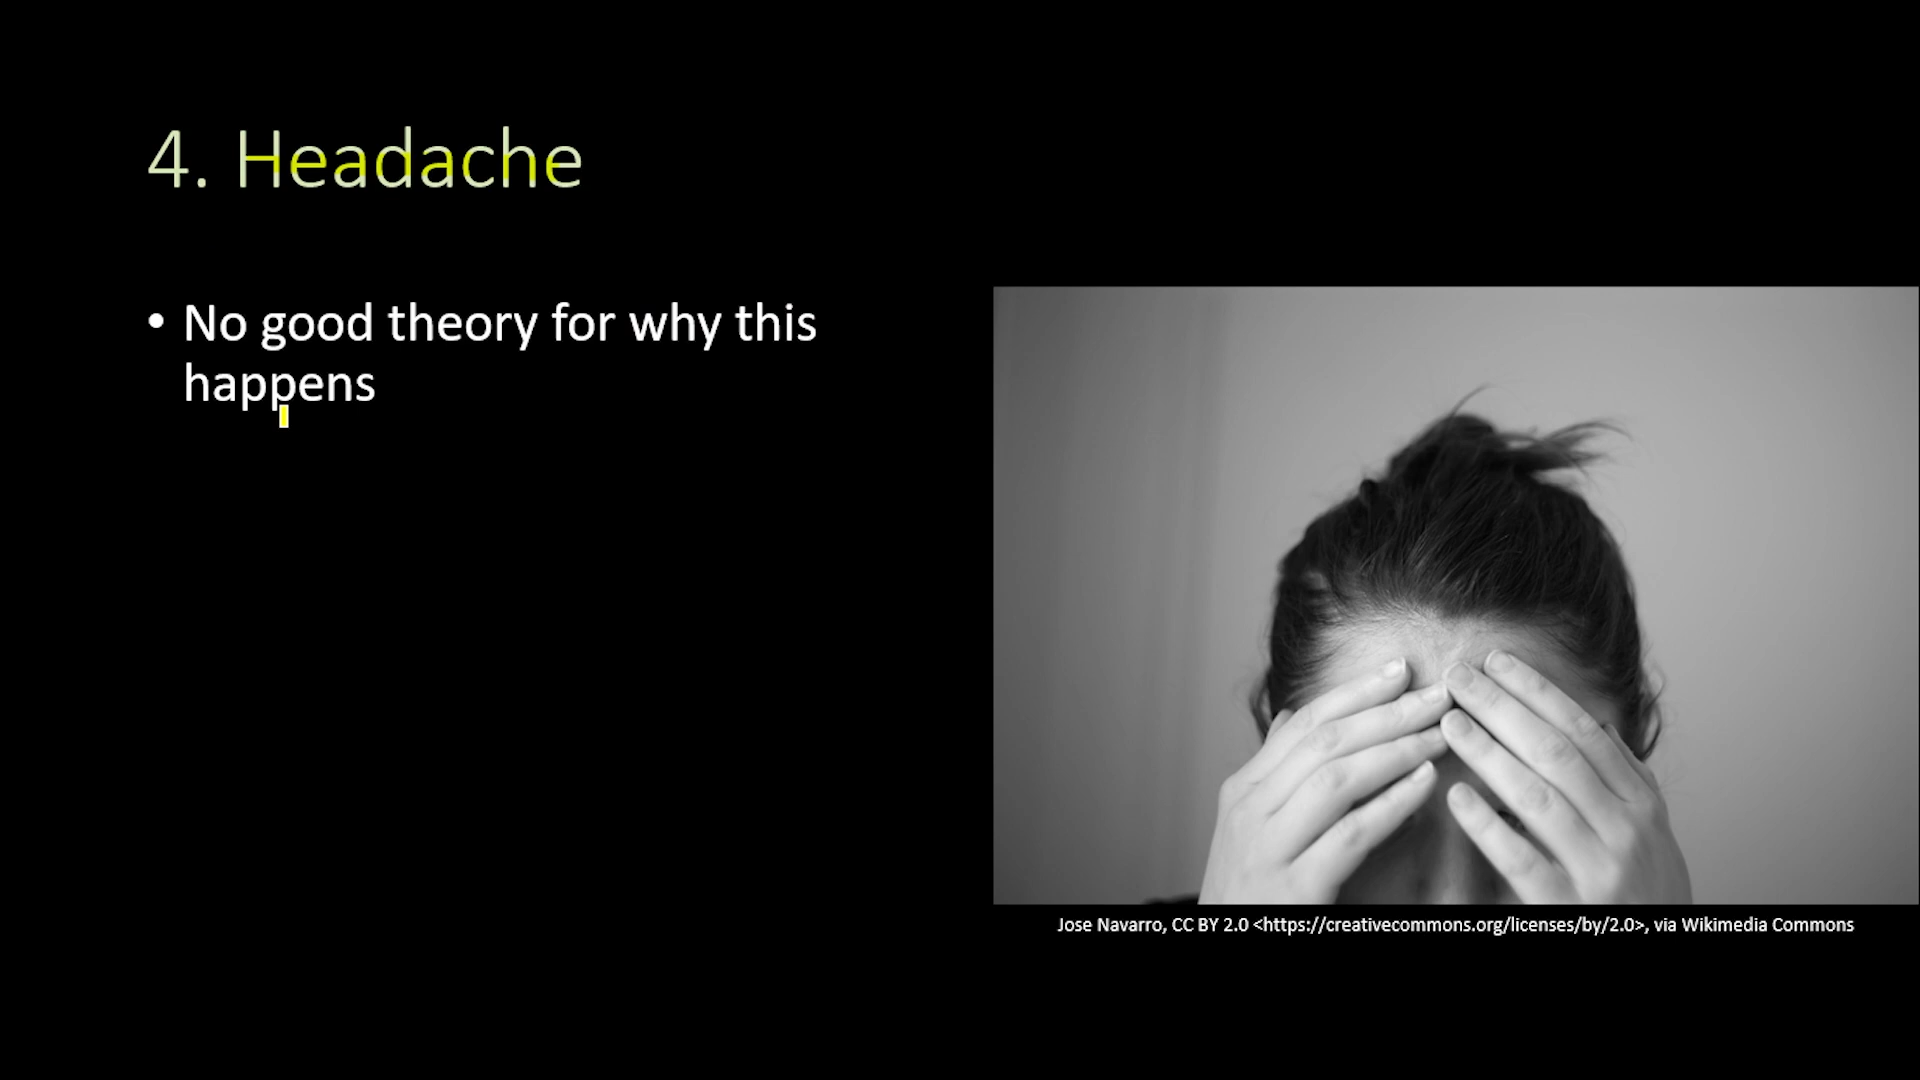 4. Headache
• No good theory for why this
happens
Jose Navarro, CC BY 2.0 <https://creativecommons.org/licenses/by/2.0>, via Wikimedia Commons